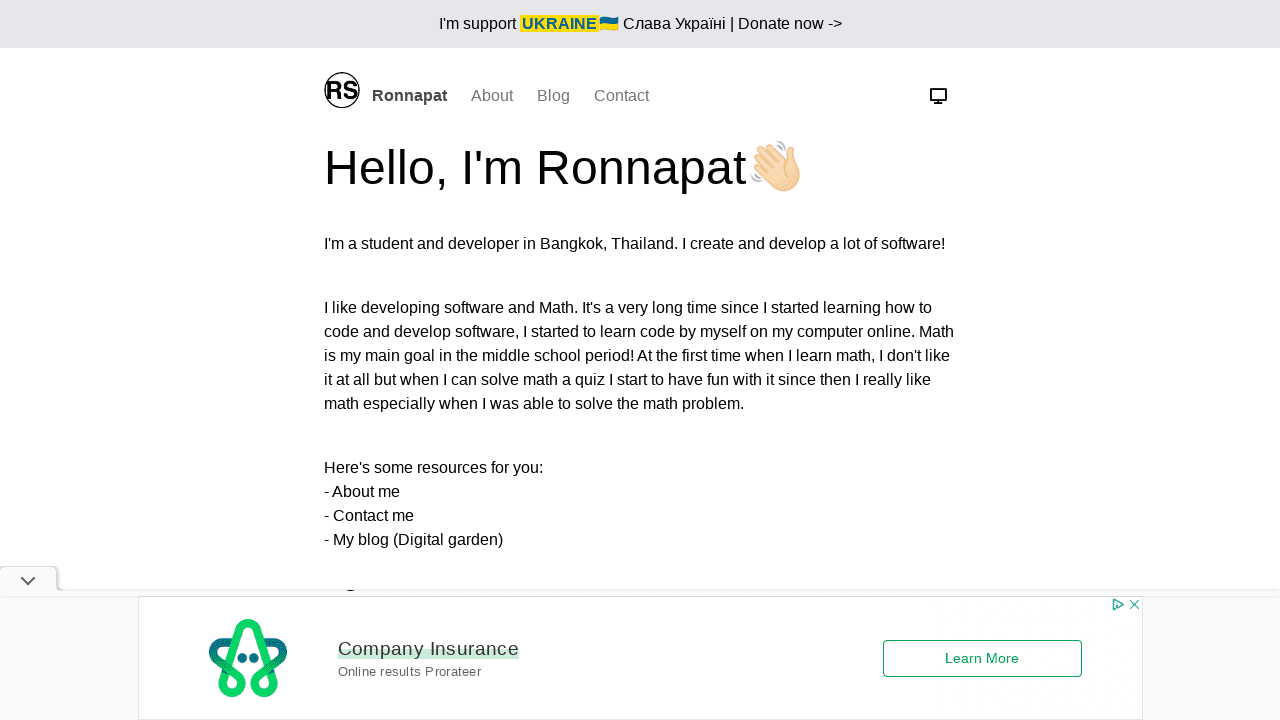 I'm support UKRAINE🇺🇦 Слава Україні | Donate now ->
RS
Ronnapat About Blog Contact
Hello, I'm Ronnapat👋🏻
I'm a student and developer in Bangkok, Thailand. I create and develop a lot of software!
I like developing software and Math. It's a very long time since I started learning how to
code and develop software, I started to learn code by myself on my computer online. Math
is my main goal in the middle school period! At the first time when I learn math, I don't like
it at all but when I can solve math a quiz I start to have fun with it since then I really like
math especially when I was able to solve the math problem.
Here's some resources for you:
- About me
- Contact me
- My blog (Digital garden)
Company Insurance
Online results Prorateer
Learn More